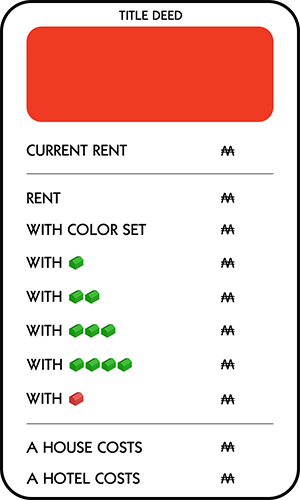 TITLE DEED
CURRENT RENT ₩
RENT ₩
WITH COLOR SET ₩
WITH ₩
WITH ₩
WITH ₩
WITH ₩
WITH ₩
A HOUSE COSTS ₩
A HOTEL COSTS ₩